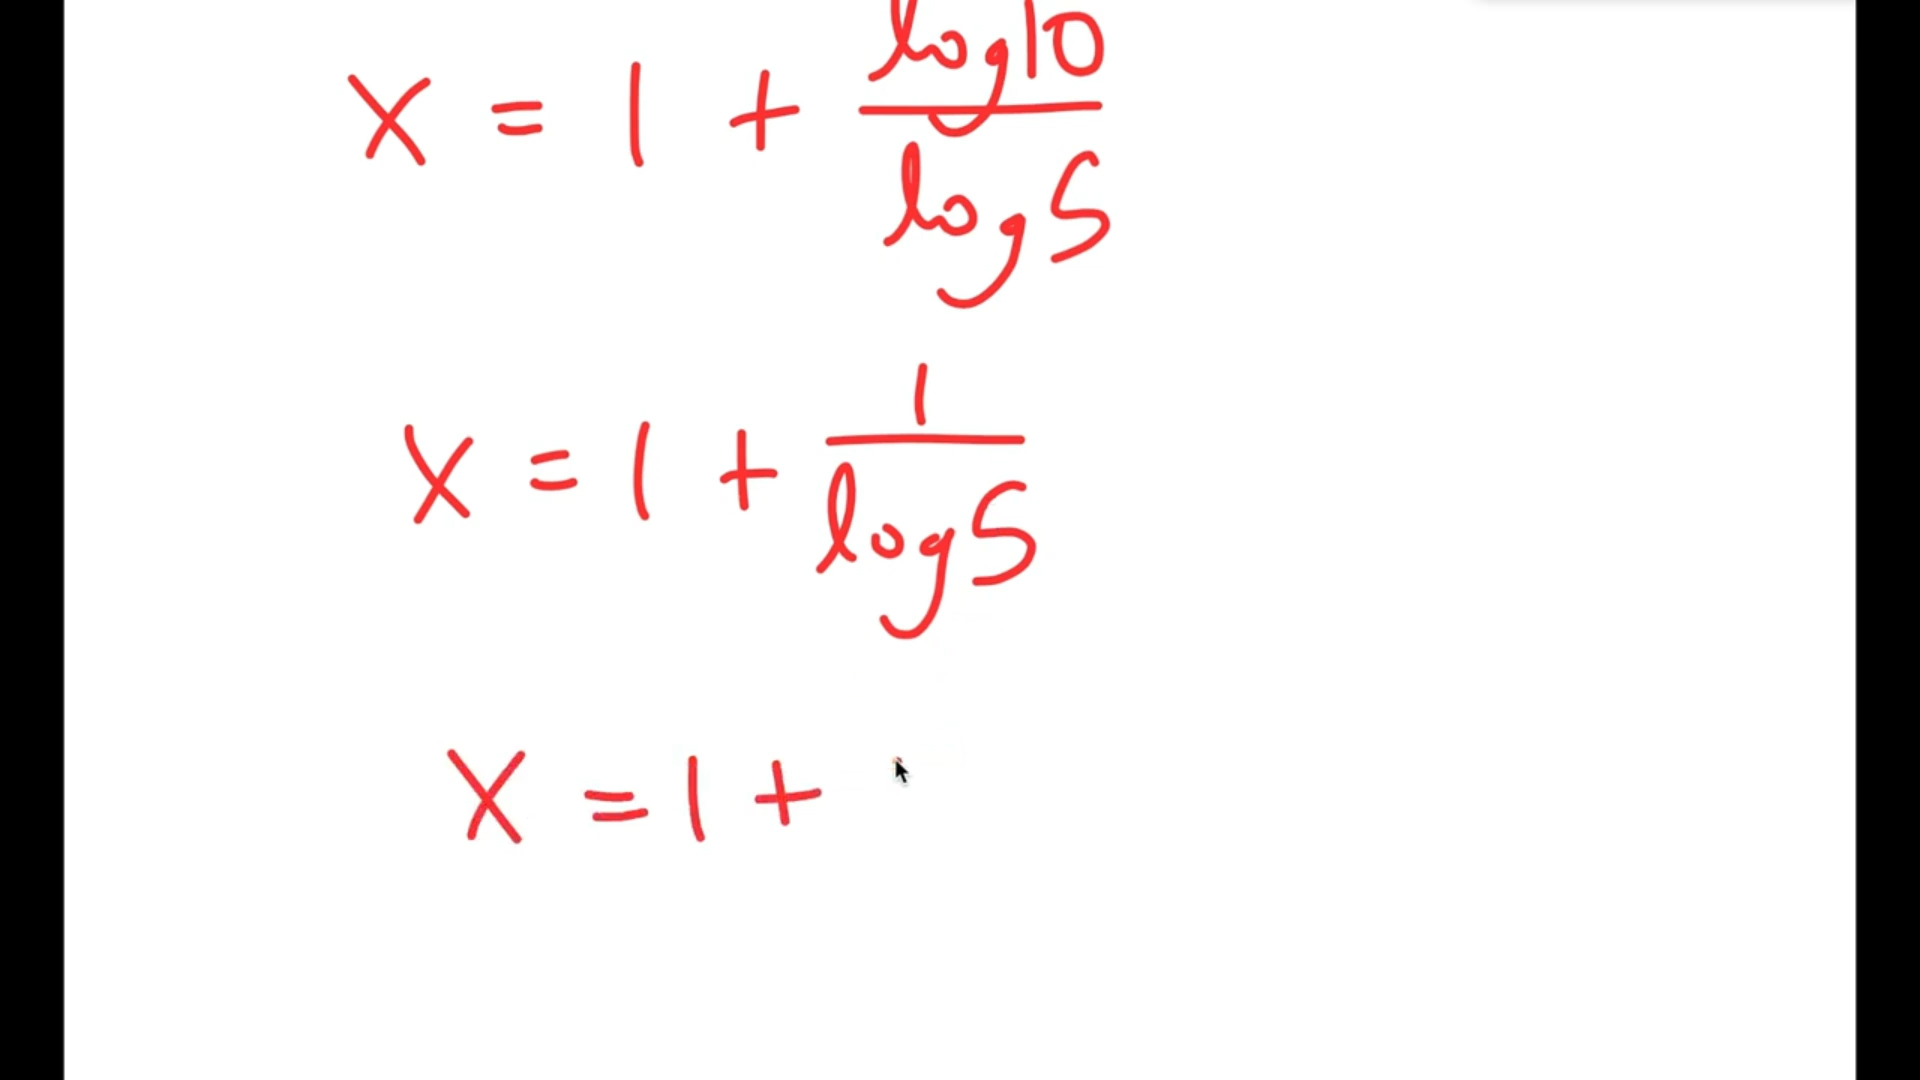 x = 1 + log10
log5
x = 1 + 1
log5
x = 1 +